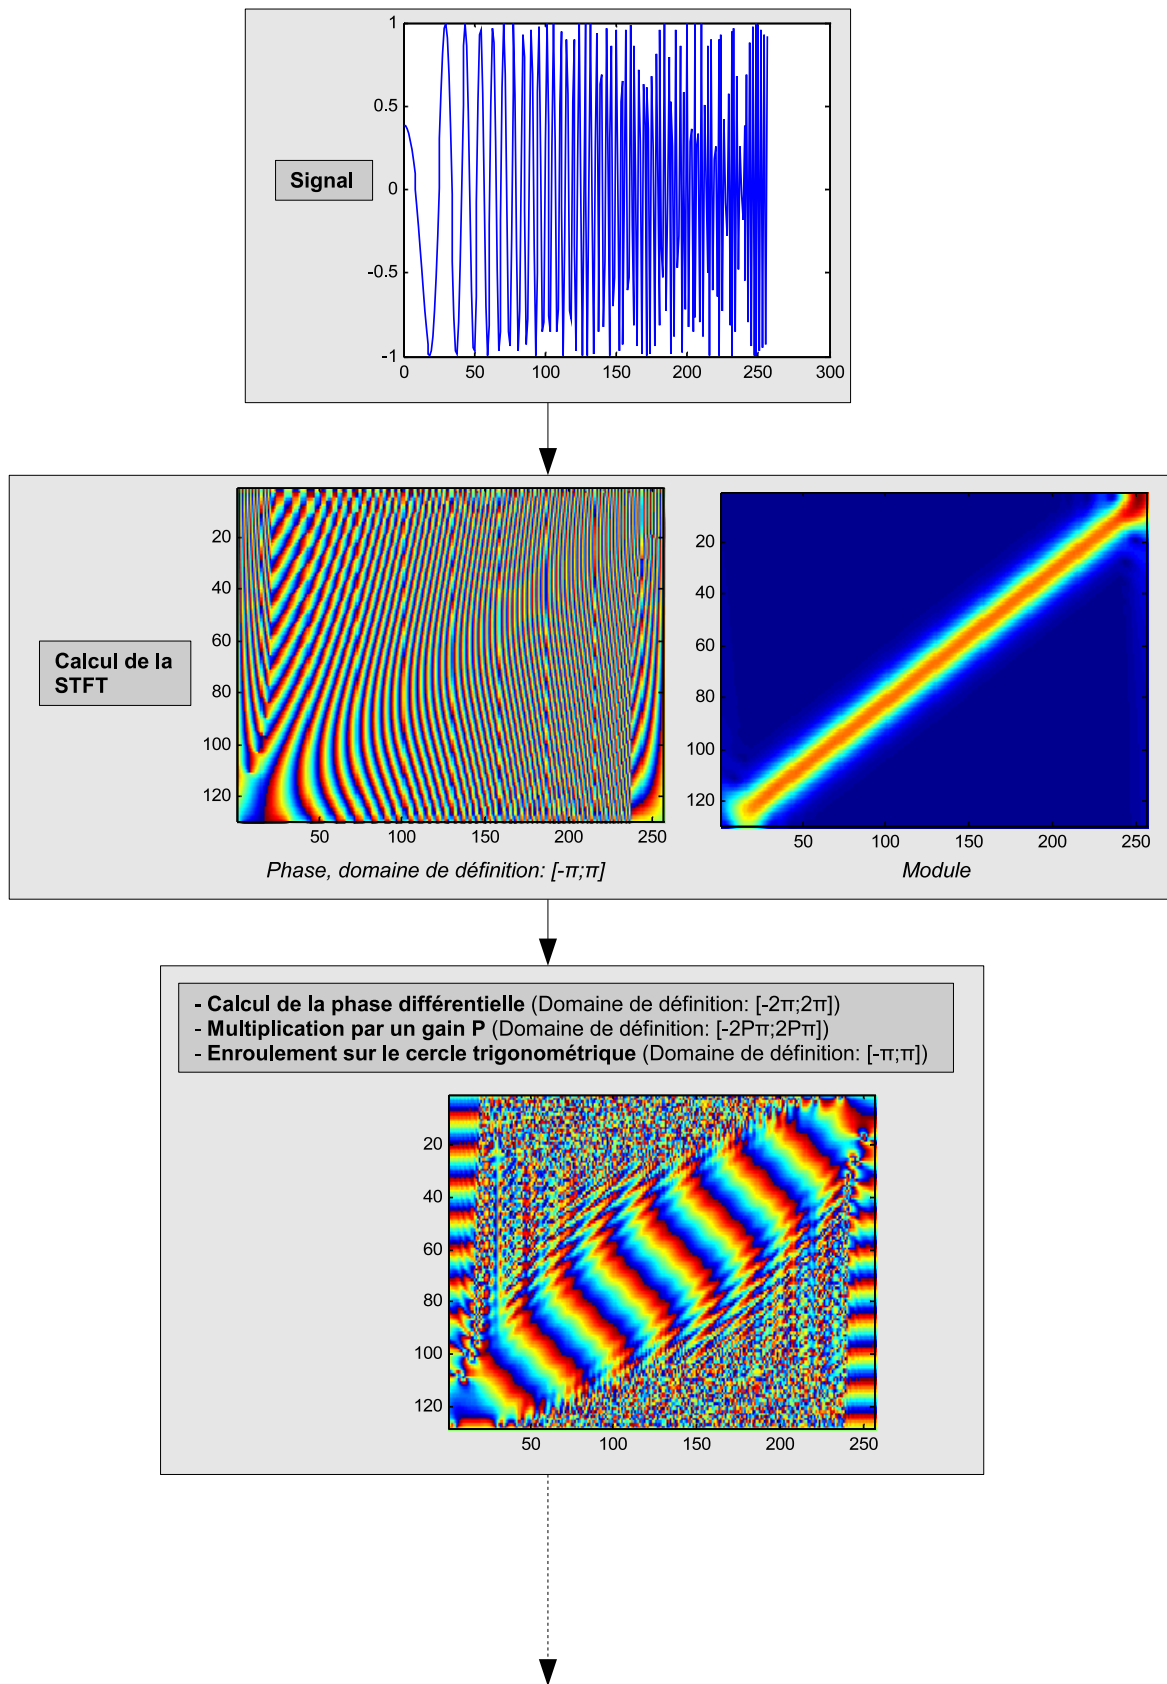 1
0.5
0
-0.5
-1
0 50 100 150 200 250 300
Signal
20
40
60
80
100
120
50 100 150 200 250
Phase, domaine de définition: [-π;π]
20
40
60
80
100
120
50 100 150 200 250
Module
Calcul de la
STFT
- Calcul de la phase différentielle (Domaine de définition: [-2π;2π])
- Multiplication par un gain P (Domaine de définition: [-2Pπ;2Pπ])
- Enroulement sur le cercle trigonométrique (Domaine de définition: [-π;π])
20
40
60
80
100
120
50 100 150 200 250